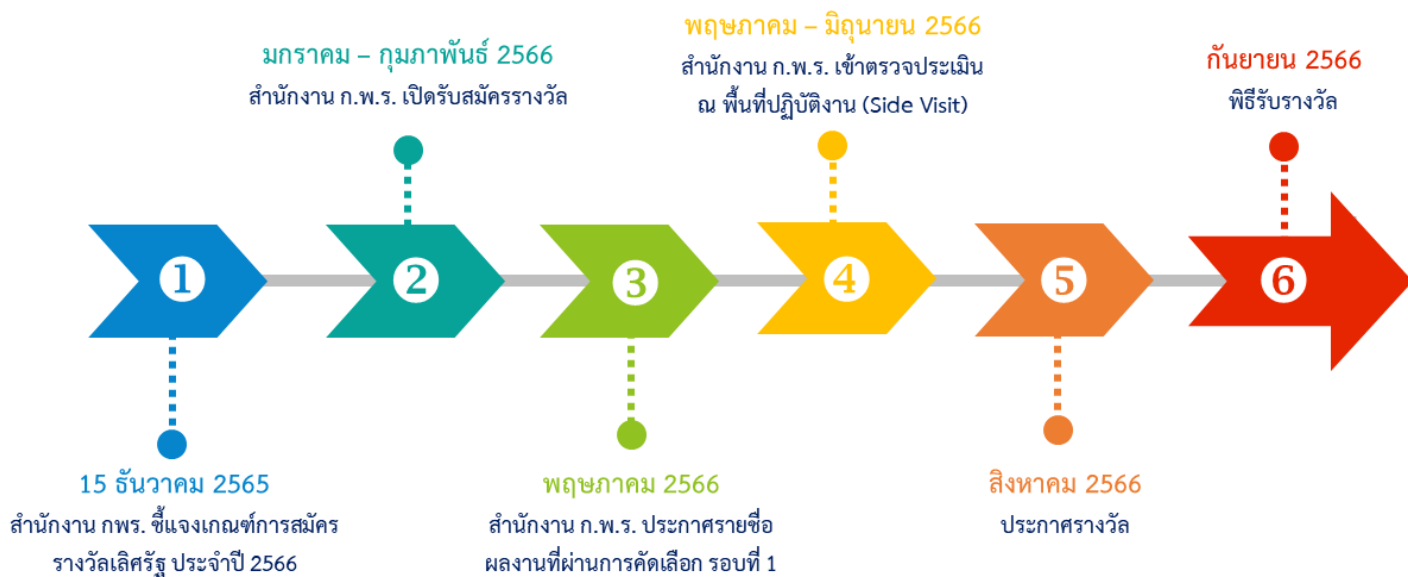 มกราคม – กุมภาพันธ์ 2566
สำนักงาน ก.พ.ร. เปิดรับสมัครรางวัล
พฤษภาคม – มิถุนายน 2566
สำนักงาน ก.พ.ร. เข้าตรวจประเมิน
ณ พื้นที่ปฏิบัติงาน (Side Visit)
กันยายน 2566
พิธีรับรางวัล
1
2
3
4
5
6
15 ธันวาคม 2565
สำนักงาน กพร. ชี้แจงเกณฑ์การสมัคร
รางวัลเลิศรัฐ ประจำปี 2566
พฤษภาคม 2566
สำนักงาน ก.พ.ร. ประกาศรายชื่อ
ผลงานที่ผ่านการคัดเลือก รอบที่ 1
สิงหาคม 2566
ประกาศรางวัล